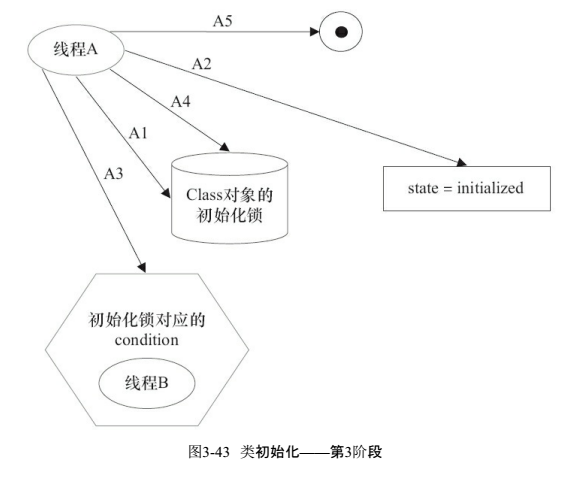 A5
线程A
A2
A4
A1
A3
Class对象的
初始化锁
state = initialized
初始化锁对应的
condition
线程B
图3-43 类初始化——第3阶段